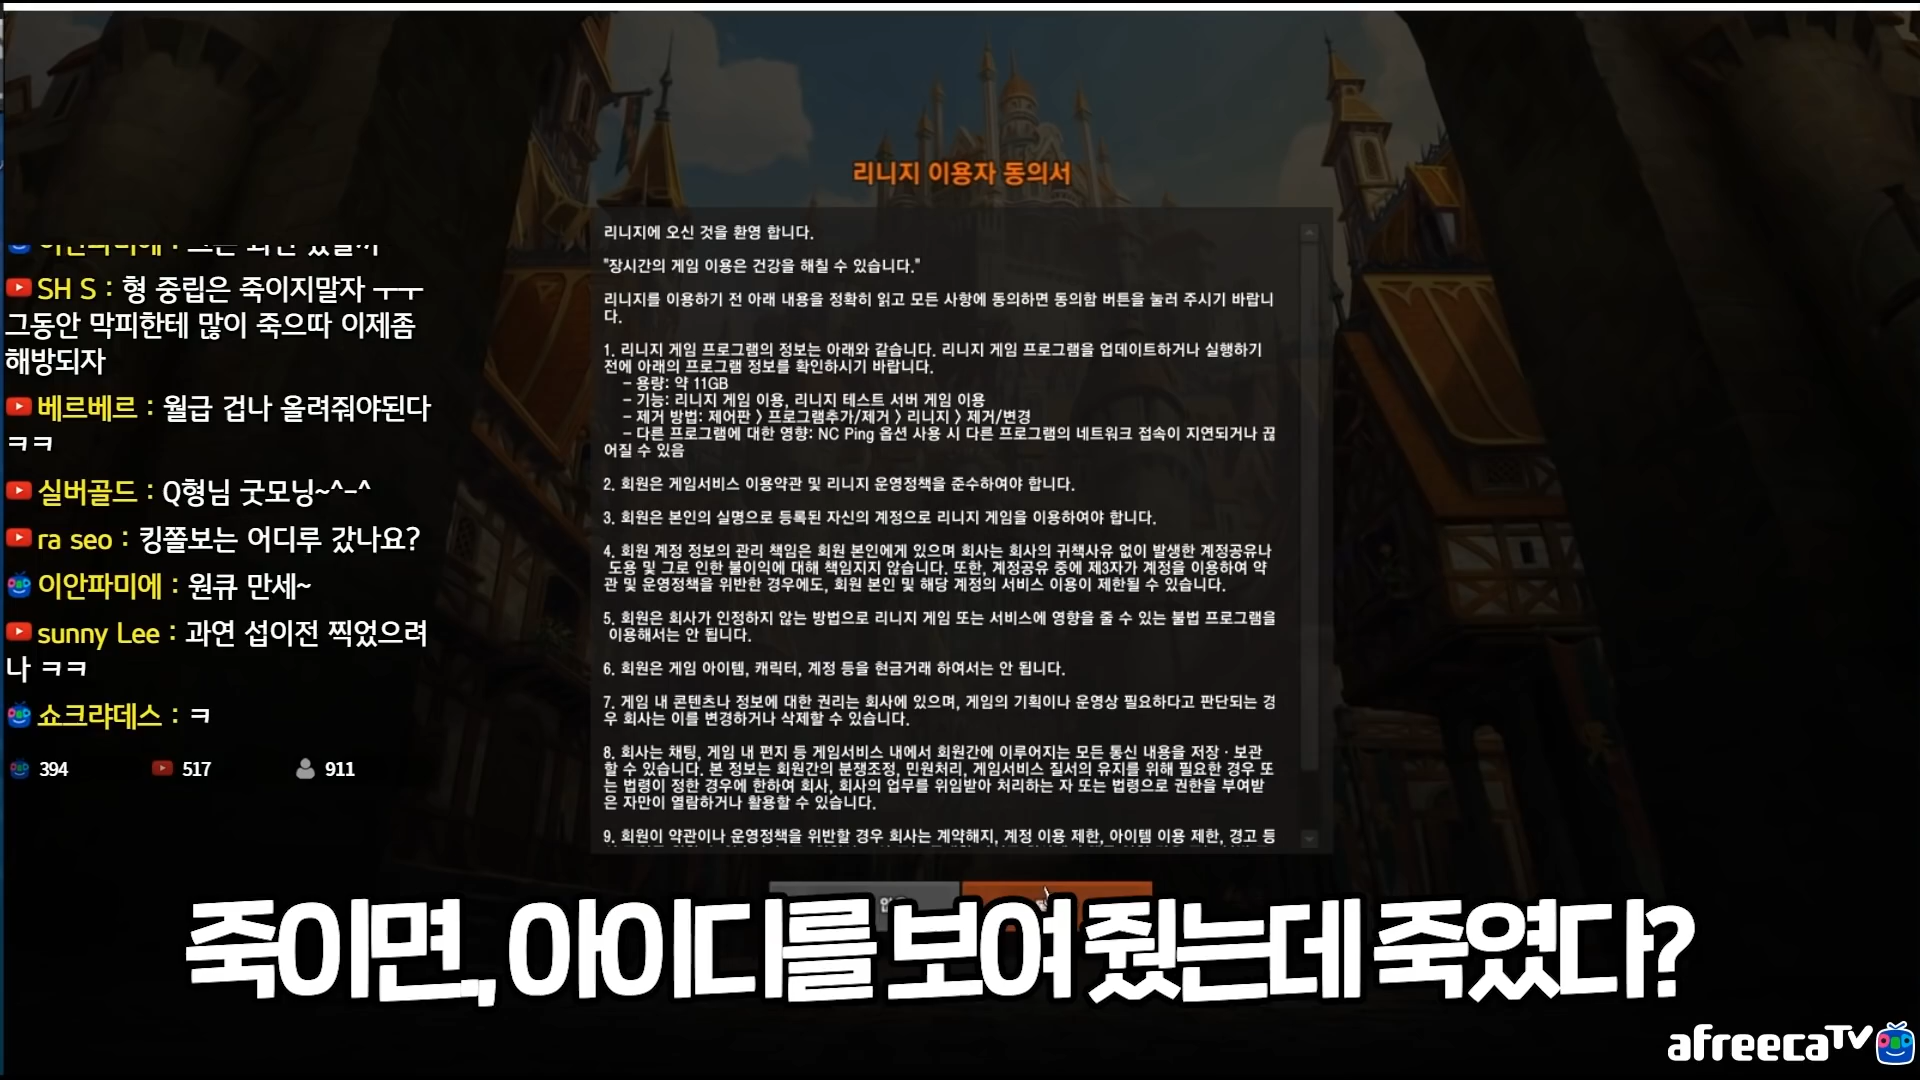 리니지 이용자 동의서
리니지에 오신 것을 환영 합니다.
"장시간의 게임 이용은 건강을 해칠 수 있습니다."
리니지를 이용하기 전 아래 내용을 정확히 읽고 모든 사항에 동의하면 동의함 버튼을 눌러 주시기 바랍니
다.
1. 리니지 게임 프로그램의 정보는 아래와 같습니다. 리니지 게임 프로그램을 업데이트하거나 실행하기
전에 아래의 프로그램 정보를 확인하시기 바랍니다.
- 용량: 약 11GB
- 기능: 리니지 게임 이용, 리니지 테스트 서버 게임 이용
- 제거 방법: 제어판 > 프로그램추가/제거 > 리니지 > 제거/변경
- 다른 프로그램에 대한 영향: NC Ping 옵션 사용 시 다른 프로그램의 네트워크 접속이 지연되거나 끊
어질 수 있음
2. 회원은 게임서비스 이용약관 및 리니지 운영정책을 준수하여야 합니다.
3. 회원은 본인의 실명으로 등록된 자신의 계정으로 리니지 게임을 이용하여야 합니다.
4. 회원 계정 정보의 관리 책임은 회원 본인에게 있으며 회사는 회사의 귀책사유 없이 발생한 계정공유나
도용 및 그로 인한 불이익에 대해 책임지지 않습니다. 또한, 계정공유 중에 제3자가 계정을 이용하여 약
관 및 운영정책을 위반한 경우에도, 회원 본인 및 해당 계정의 서비스 이용이 제한될 수 있습니다.
5. 회원은 회사가 인정하지 않는 방법으로 리니지 게임 또는 서비스에 영향을 줄 수 있는 불법 프로그램을
이용해서는 안 됩니다.
6. 회원은 게임 아이템, 캐릭터, 계정 등을 현금거래 하여서는 안 됩니다.
7. 게임 내 콘텐츠나 정보에 대한 권리는 회사에 있으며, 게임의 기획이나 운영상 필요하다고 판단되는 경
우 회사는 이를 변경하거나 삭제할 수 있습니다.
8. 회사는 채팅, 게임 내 편지 등 게임서비스 내에서 회원간에 이루어지는 모든 통신 내용을 저장 · 보관
할 수 있습니다. 본 정보는 회원간의 분쟁조정, 민원처리, 게임서비스 질서의 유지를 위해 필요한 경우 또
는 법령이 정한 경우에 한하여 회사, 회사의 업무를 위임받아 처리하는 자 또는 법령으로 권한을 부여받
은 자만이 열람하거나 활용할 수 있습니다.
9. 회원이 약관이나 운영정책을 위반할 경우 회사는 계약해지, 계정 이용 제한, 아이템 이용 제한, 경고 등
SH S : 형 중립은 죽이지말자 ㅜㅜ
그동안 막피한테 많이 죽으따 이제좀
해방되자
베르베르 : 월급 겁나 올려줘야된다
ㅋㅋ
실버골드 : Q형님 굿모닝~^-^
ra seo : 킹쫄보는 어디루 갔나요?
이안파미에 : 원큐 만세~
sunny Lee : 과연 섭이전 찍었으려
나 ㅋㅋ
쇼크랴데스 : ㅋ
394 517 911
죽이면, 아이디를 보여 줬는데 죽였다?
afreecaTV